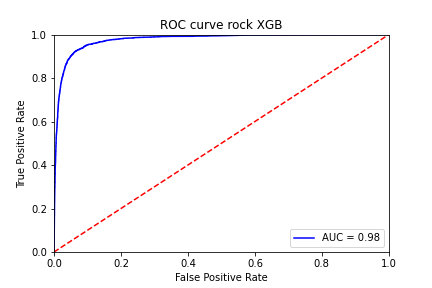 ROC curve rock XGB
True Positive Rate
1.0
0.8
0.6
0.4
0.2
0.0
AUC = 0.98
0.0 0.2 0.4 0.6 0.8 1.0
False Positive Rate